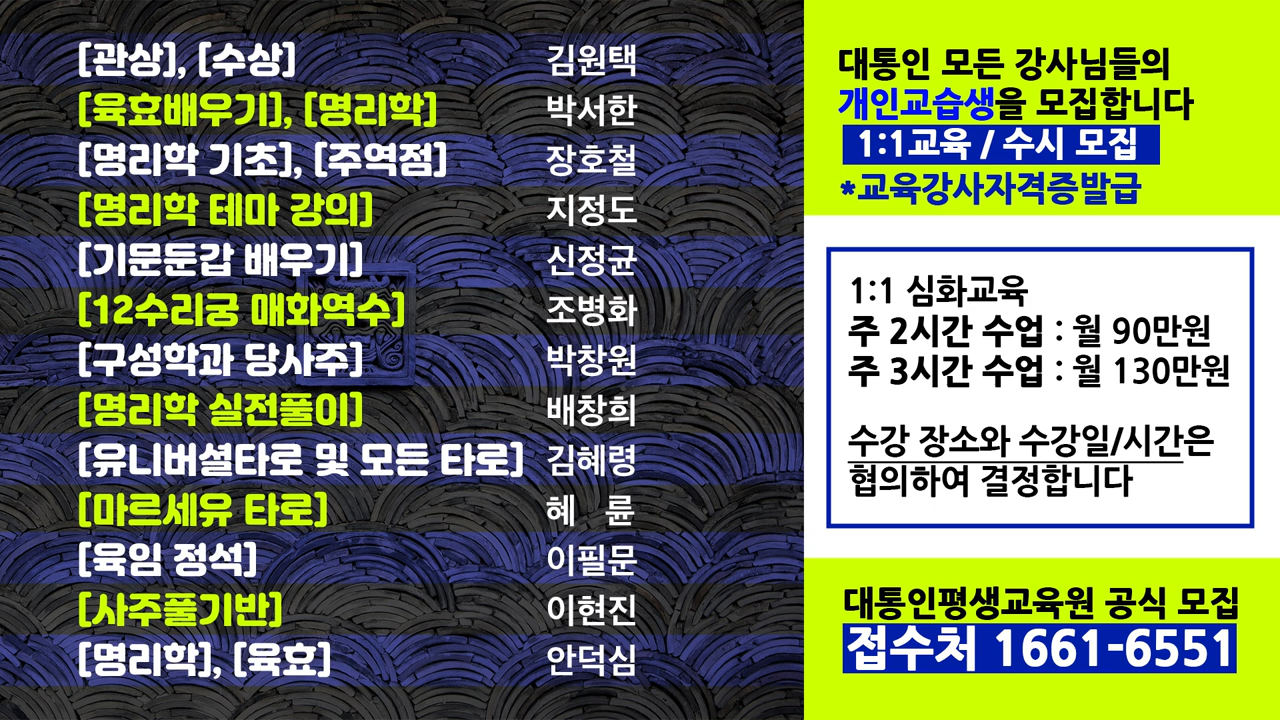 [관상], [수상] 김원택
[육효배우기], [명리학] 박서한
[명리학 기초], [주역점] 장호철
[명리학 테마 강의] 지정도
[기문둔갑 배우기] 신정균
[12수리궁 매화역수] 조병화
[구성학과 당사주] 박창원
[명리학 실전풀이] 배창희
[유니버셜타로 및 모든 타로] 김혜령
[마르세유 타로] 혜 륜
[육임 정석] 이필문
[사주풀기반] 이현진
[명리학], [육효] 안덕심
대통인 모든 강사님들의
개인교습생을 모집합니다
1:1교육 / 수시 모집
*교육강사자격증발급
1:1 심화교육
주 2시간 수업 : 월 90만원
주 3시간 수업 : 월 130만원
수강 장소와 수강일/시간은
협의하여 결정합니다
대통인평생교육원 공식 모집
접수처 1661-6551